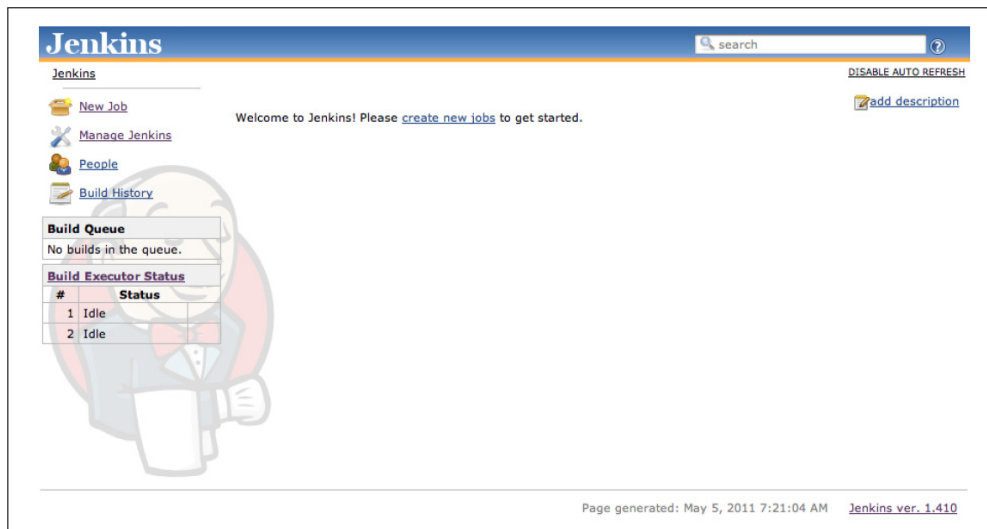 Jenkins
search
Jenkins
DISABLE AUTO REFRESH
add description
New Job
Manage Jenkins
People
Build History
Welcome to Jenkins! Please create new jobs to get started.
Build Queue
No builds in the queue.
Build Executor Status
# Status
1 Idle
2 Idle
Page generated: May 5, 2011 7:21:04 AM Jenkins ver. 1.410